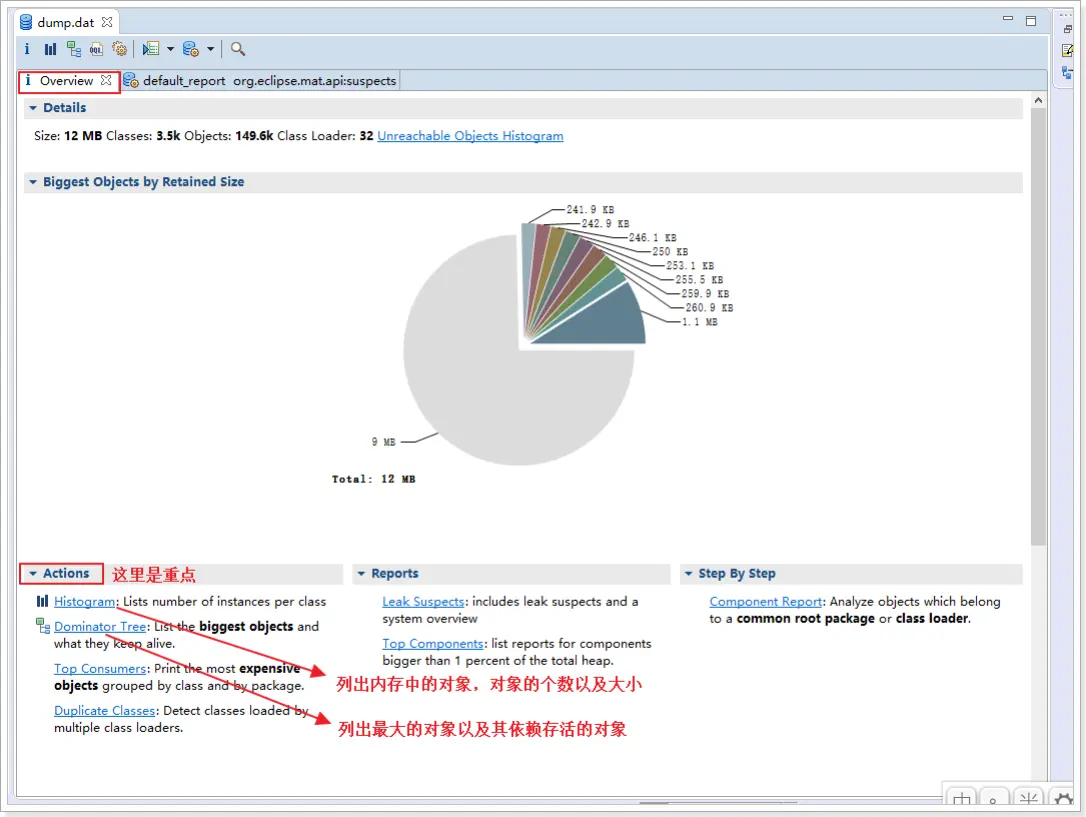 dump.dat
Overview
default_report org.eclipse.mat.api:suspects
Details
Size: 12 MB Classes: 3.5k Objects: 149.6k Class Loader: 32 Unreachable Objects Histogram
Biggest Objects by Retained Size
241.9 KB
242.9 KB
246.1 KB
250 KB
253.1 KB
255.5 KB
259.9 KB
260.9 KB
1.1 MB
9 MB
Total: 12 MB
Actions
这里是重点
Histogram: Lists number of instances per class
Dominator Tree: List the biggest objects and
what they keep alive.
Top Consumers: Print the most expensive
objects grouped by class and by package.
Duplicate Classes: Detect classes loaded by
multiple class loaders.
列出内存中的对象，对象的个数以及大小
列出最大的对象以及其依赖存活的对象
Reports
Leak Suspects: includes leak suspects and a
system overview
Top Components: list reports for components
bigger than 1 percent of the total heap.
Step By Step
Component Report: Analyze objects which belong
to a common root package or class loader.